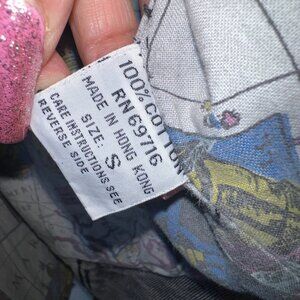 100% COTTON
RN 69716
MADE IN HONG KONG
SIZE: S
CARE INSTRUCTIONS SEE
REVERSE SIDE